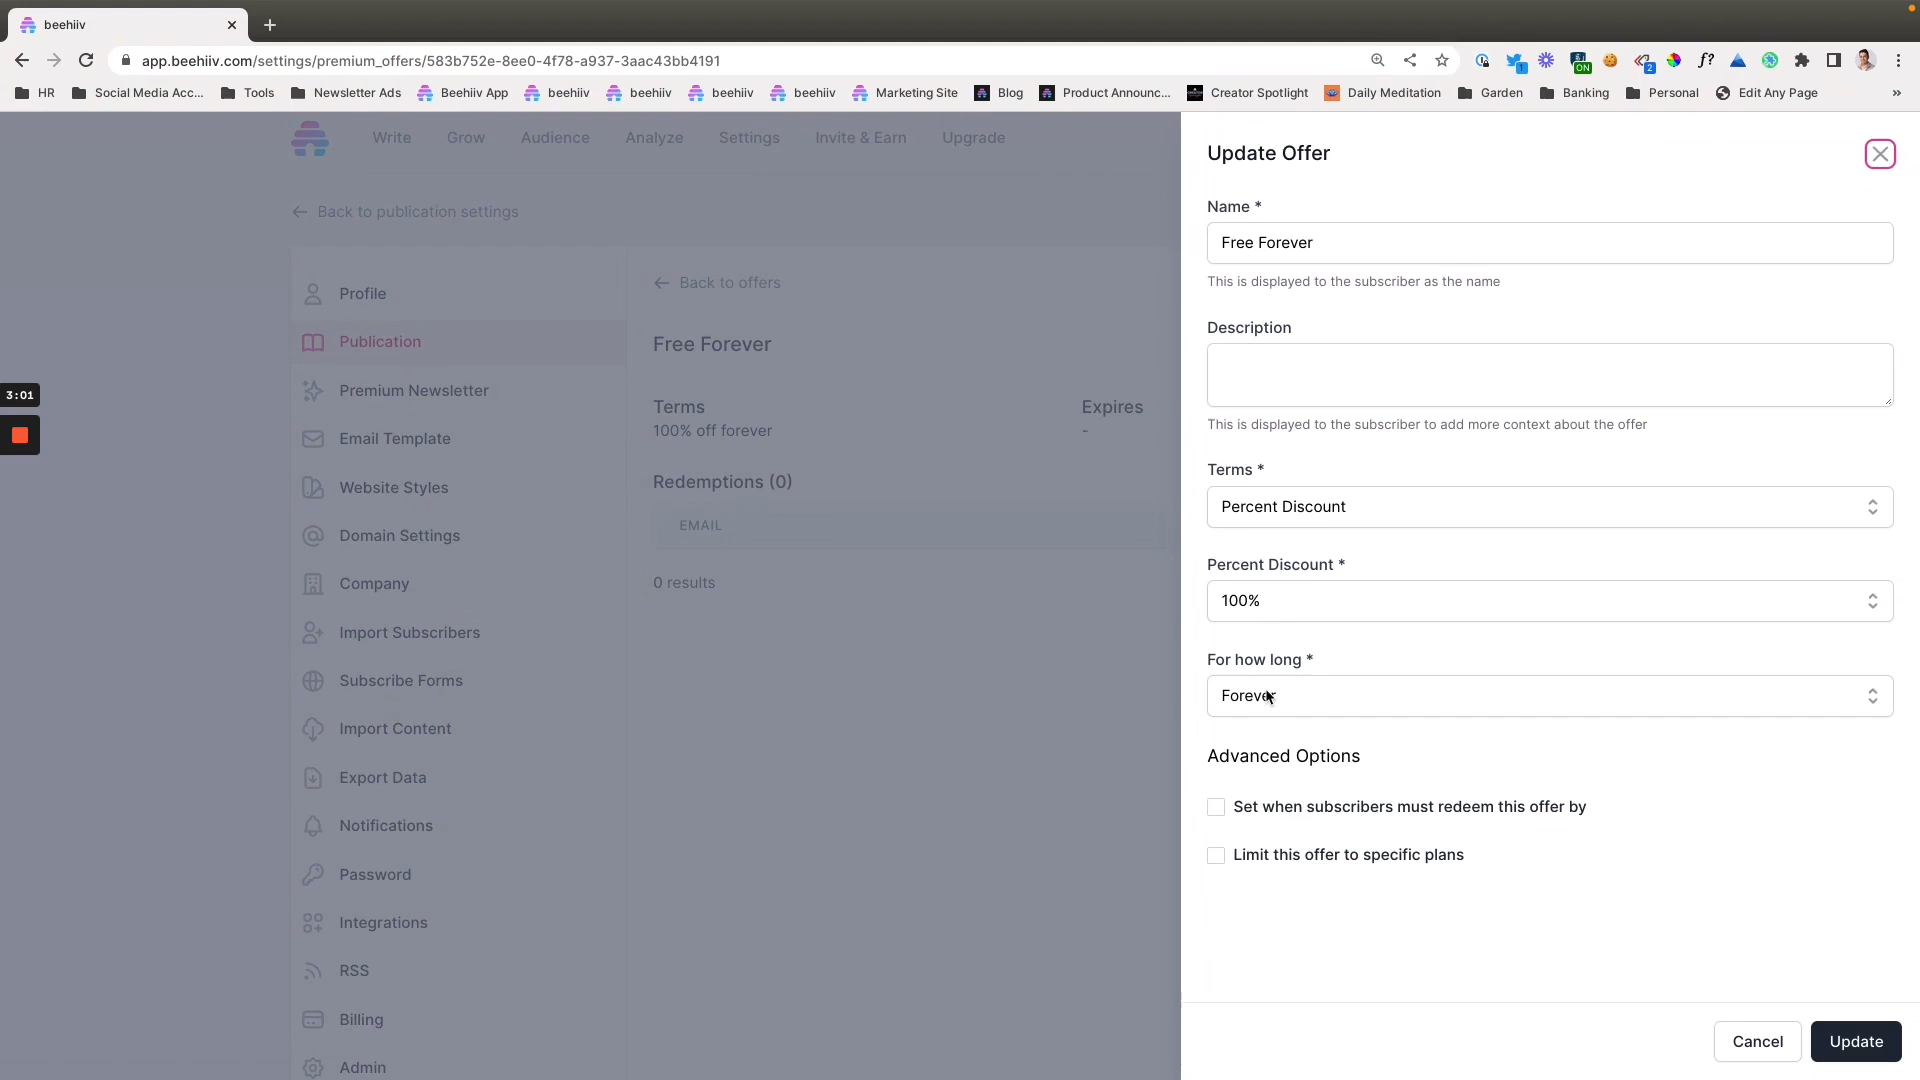 beehiiv
app.beehiiv.com/settings/premium_offers/583b752e-8ee0-4f78-a937-3aac43bb4191
1
ON
2
f?
HR
Social Media Acc...
Tools
Newsletter Ads
Beehiiv App
beehiiv
beehiiv
beehiiv
beehiiv
Marketing Site
Blog
Product Announc...
Creator Spotlight
Daily Meditation
Garden
Banking
Personal
Edit Any Page
»
Write
Grow
Audience
Analyze
Settings
Invite & Earn
Upgrade
← Back to publication settings
3:01
Profile
Publication
Premium Newsletter
Email Template
Website Styles
Domain Settings
Company
Import Subscribers
Subscribe Forms
Import Content
Export Data
Notifications
Password
Integrations
RSS
Billing
Admin
← Back to offers
Free Forever
Terms
100% off forever
Expires
-
Redemptions (0)
EMAIL
0 results
Update Offer
Name *
Free Forever
This is displayed to the subscriber as the name
Description
This is displayed to the subscriber to add more context about the offer
Terms *
Percent Discount
Percent Discount *
100%
For how long *
Forever
Advanced Options
Set when subscribers must redeem this offer by
Limit this offer to specific plans
Cancel
Update